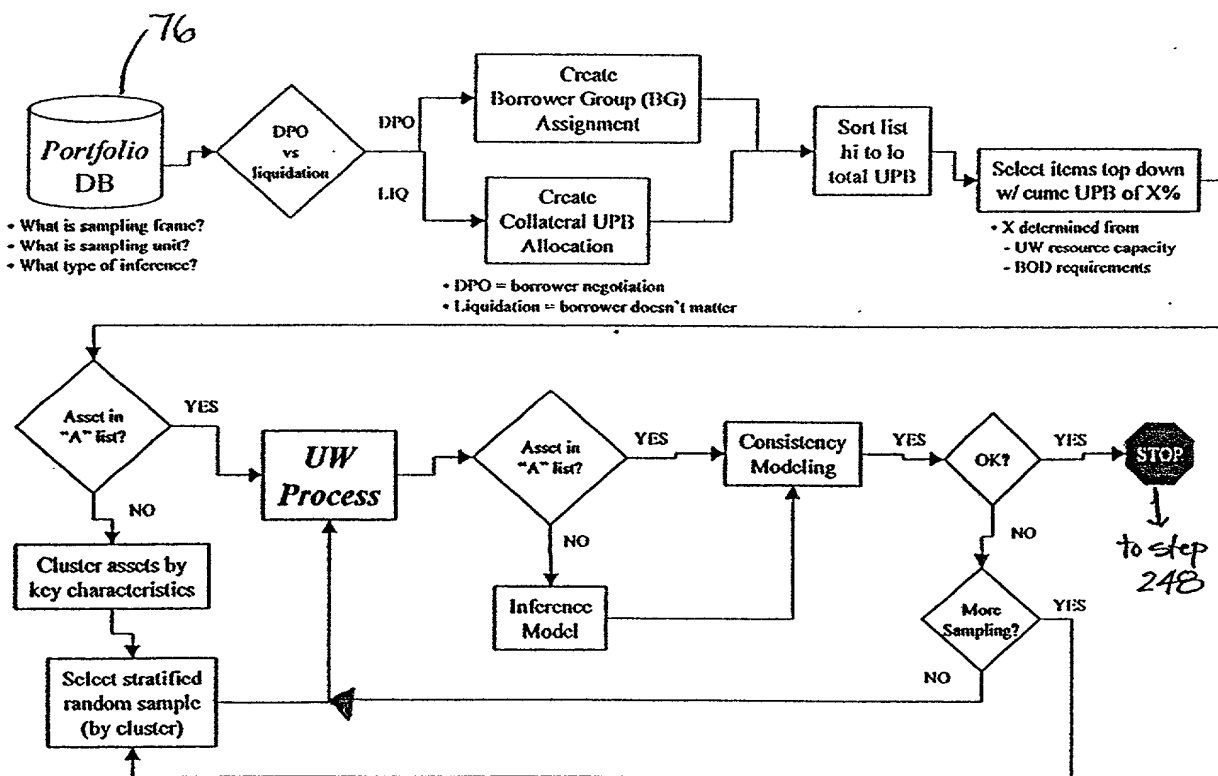 76
Portfolio
DB
• What is sampling frame?
• What is sampling unit?
• What type of inference?
DPO
vs
liquidation
DPO
LIQ
Create
Borrower Group (BG)
Assignment
Create
Collateral UPB
Allocation
• DPO = borrower negotiation
• Liquidation = borrower doesn't matter
Sort list
hi to lo
total UPB
Select items top down
w/ cume UPB of X%
• X determined from
- UW resource capacity
- BOD requirements
Asset in
"A" list?
YES
NO
Cluster assets by
key characteristics
Select stratified
random sample
(by cluster)
UW
Process
Asset in
"A" list?
YES
NO
Inference
Model
Consistency
Modeling
YES
OK?
YES
NO
STOP
to step
248
More
Sampling?
YES
NO